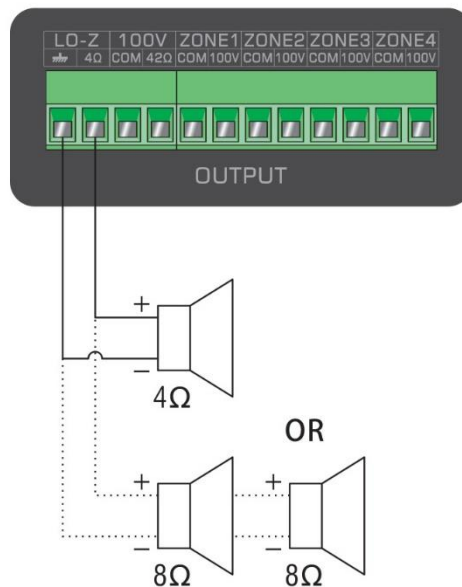 LO-Z 100V ZONE1 ZONE2 ZONE3 ZONE4
4Ω COM 42Ω COM 100V COM 100V COM 100V COM 100V
OUTPUT
+
−
4Ω
OR
+ +
− −
8Ω 8Ω